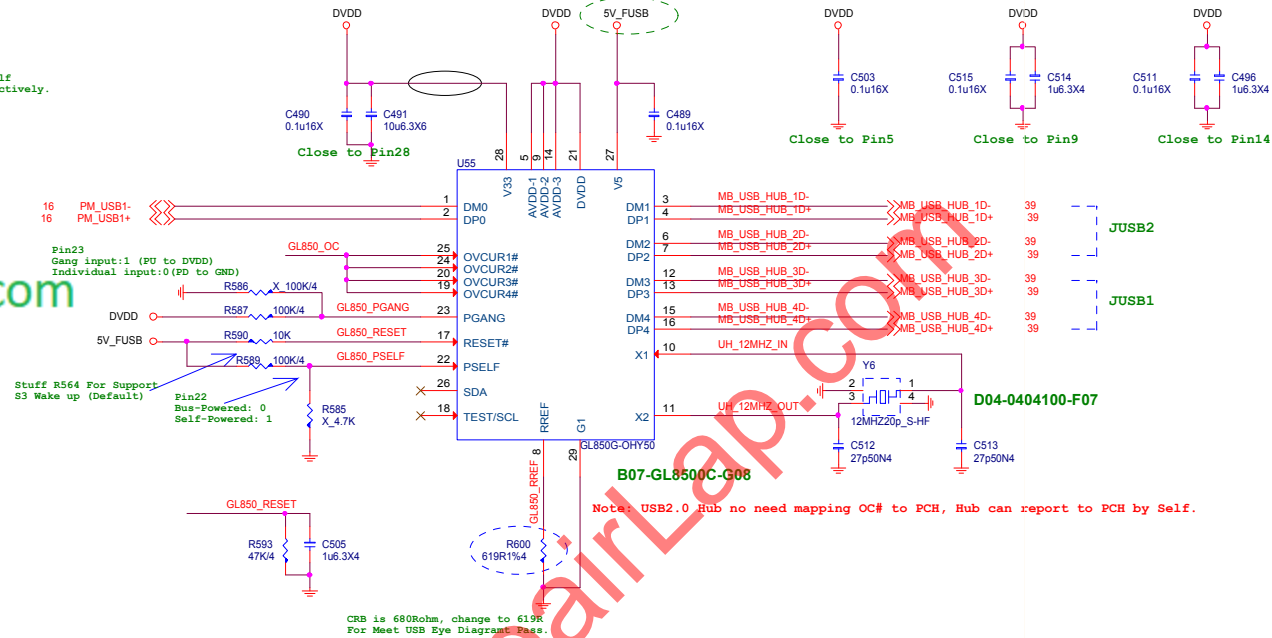 DVDD
DVDD
5V_FUSB
DVDD
DVDD
DVDD
lf
ctively.
C490
0.1u16X
C491
10u6.3X6
C489
0.1u16X
C503
0.1u16X
C515
0.1u16X
C514
1u6.3X4
C511
0.1u16X
C496
1u6.3X4
Close to Pin28
Close to Pin5
Close to Pin9
Close to Pin14
U55
28
5
9
14
21
27
V33
AVDD-1
AVDD-2
AVDD-3
DVDD
V5
16 PM_USB1-
16 PM_USB1+
1
2
DM0
DP0
DM1
DP1
3
4
MB_USB_HUB_1D-
MB_USB_HUB_1D+
MB_USB_HUB_1D- 39
MB_USB_HUB_1D+ 39
JUSB2
DM2
DP2
6
7
MB_USB_HUB_2D-
MB_USB_HUB_2D+
MB_USB_HUB_2D- 39
MB_USB_HUB_2D+ 39
Pin23
Gang input:1 (PU to DVDD)
Individual input:0(PD to GND)
GL850_OC
25
24
20
19
OVCUR1#
OVCUR2#
OVCUR3#
OVCUR4#
DM3
DP3
12
13
MB_USB_HUB_3D-
MB_USB_HUB_3D+
MB_USB_HUB_3D- 39
MB_USB_HUB_3D+ 39
JUSB1
com
R586 X_100K/4
DVDD
R587 100K/4
GL850_PGANG
23
PGANG
DM4
DP4
15
16
MB_USB_HUB_4D-
MB_USB_HUB_4D+
MB_USB_HUB_4D- 39
MB_USB_HUB_4D+ 39
5V_FUSB
R590 10K
GL850_RESET
17
RESET#
X1
10
UH_12MHZ_IN
R589 100K/4
GL850_PSELF
22
PSELF
Stuff R564 For Support
S3 Wake up (Default)
Pin22
Bus-Powered: 0
Self-Powered: 1
26
SDA
18
TEST/SCL
R585
X_4.7K
X2
11
UH_12MHZ_OUT
Y6
2
3
1
4
12MHZ20p_S-HF
D04-0404100-F07
RREF
G1
8
29
GL850G-OHY50
B07-GL8500C-G08
C512
27p50N4
C513
27p50N4
GL850_RREF
Note: USB2.0 Hub no need mapping OC# to PCH, Hub can report to PCH by Self.
GL850_RESET
R593
47K/4
C505
1u6.3X4
R600
619R1%4
CRB is 680Rohm, change to 619R
For Meet USB Eye Diagramt Pass.
pairLap.com